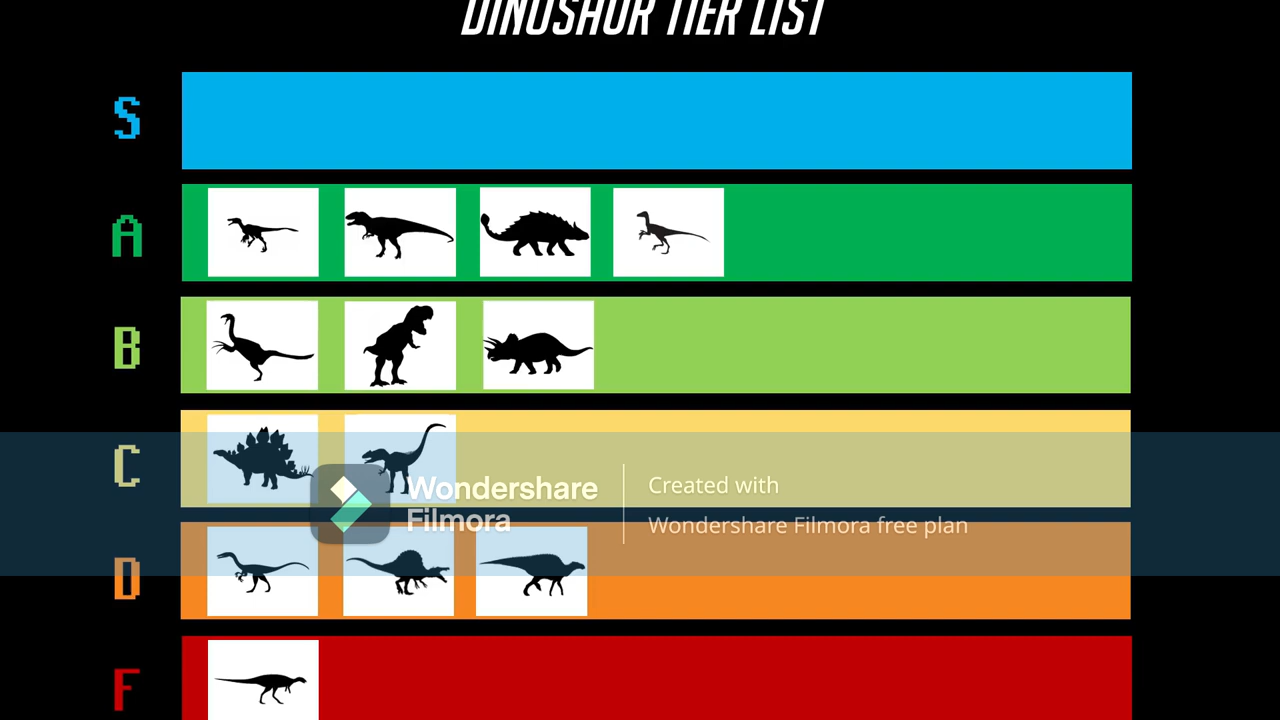 DINOSAUR TIER LIST
S
A
B
C
Wondershare
Filmora
Created with
Wondershare Filmora free plan
D
F